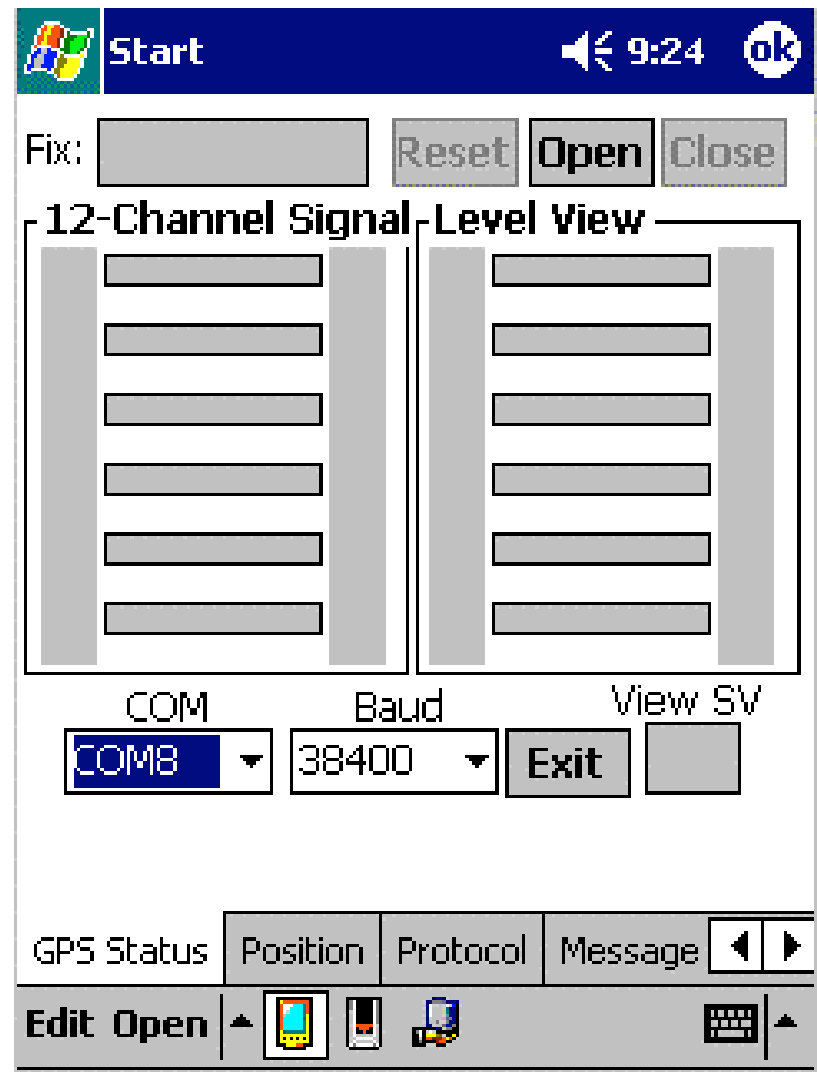 Start 9:24 ok
Fix: Reset Open Close
12-Channel Signal Level View
COM Baud View SV
COM8 38400 Exit
GPS Status Position Protocol Message
Edit Open